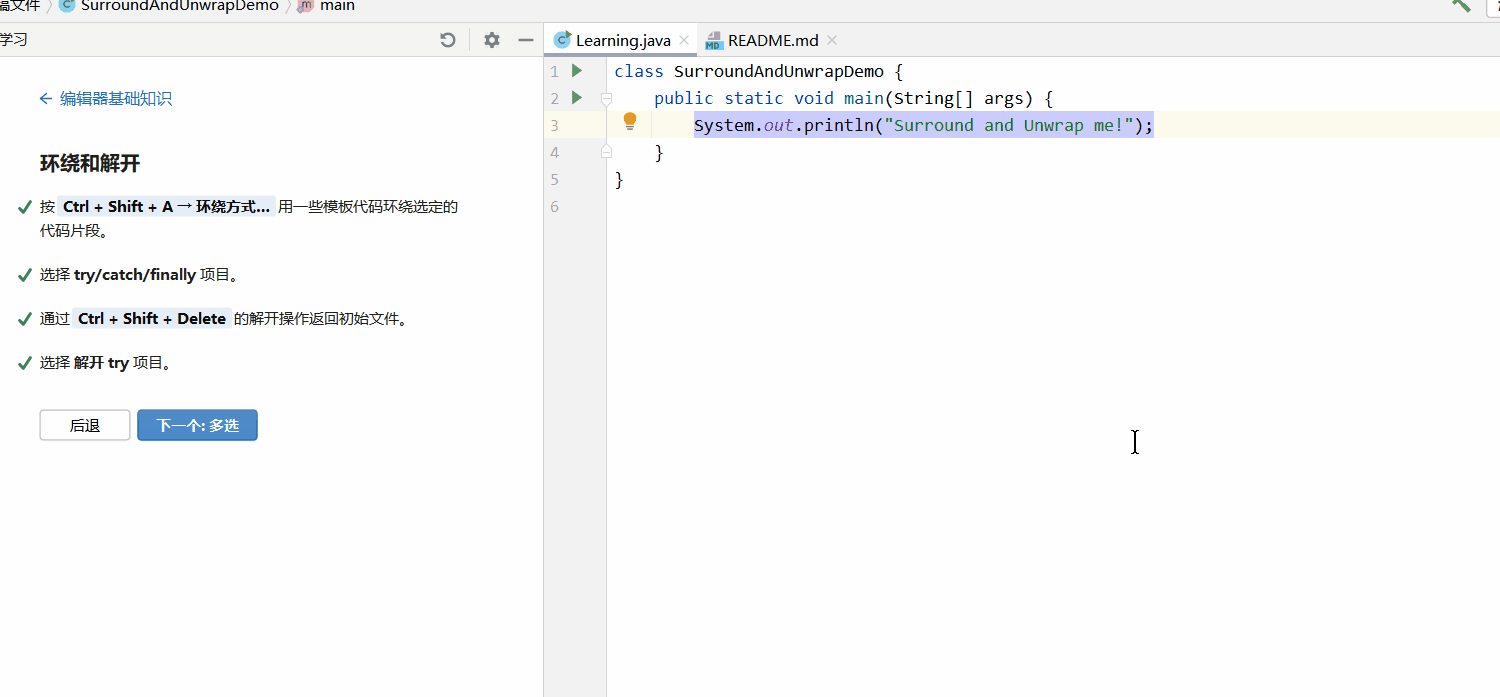 稿文件 SurroundAndUnwrapDemo main
学习
Learning.java README.md
← 编辑器基础知识
环绕和解开
按 Ctrl + Shift + A → 环绕方式... 用一些模板代码环绕选定的
代码片段。
选择 try/catch/finally 项目。
通过 Ctrl + Shift + Delete 的解开操作返回初始文件。
选择 解开 try 项目。
后退 下一个: 多选
1 class SurroundAndUnwrapDemo {
2 public static void main(String[] args) {
3 System.out.println("Surround and Unwrap me!");
4 }
5 }
6